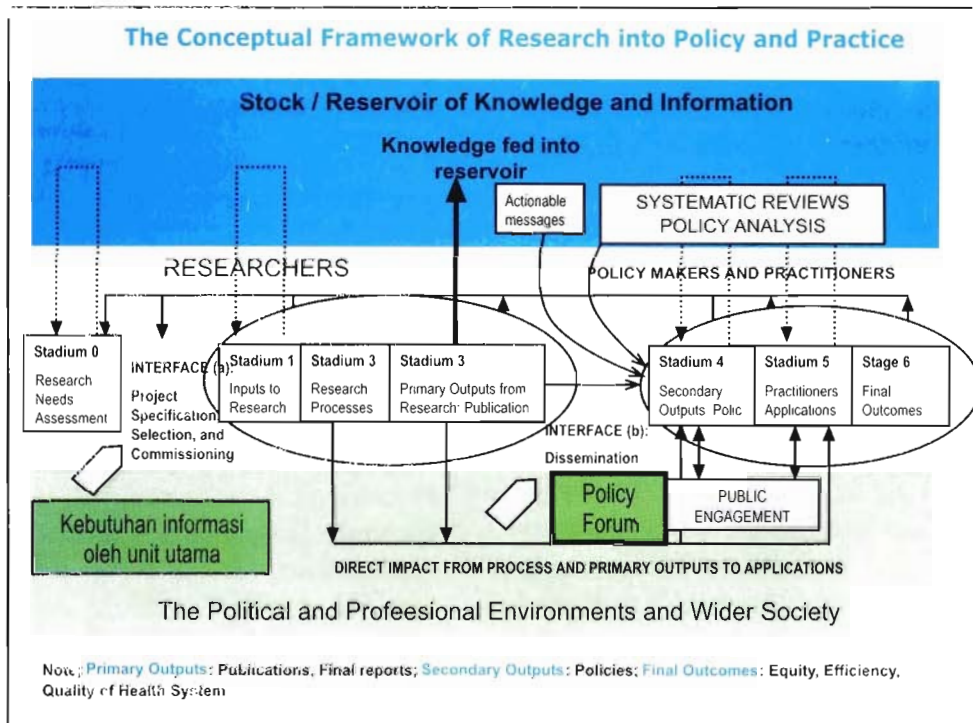 The Conceptual Framework of Research into Policy and Practice
Stock / Reservoir of Knowledge and Information
Knowledge fed into
reservoir
Actionable
messages
SYSTEMATIC REVIEWS
POLICY ANALYSIS
RESEARCHERS
POLICY MAKERS AND PRACTITIONERS
Stadium 0
Research
Needs
Assessment
INTERFACE (a):
Project
Specification,
Selection, and
Commissioning
Stadium 1
Inputs to
Research
Stadium 3
Research
Processes
Stadium 3
Primary Outputs from
Research: Publication
Stadium 4
Secondary
Outputs Polic
Stadium 5
Practitioners
Applications
Stage 6
Final
Outcomes
INTERFACE (b):
Dissemination
Policy
Forum
PUBLIC
ENGAGEMENT
Kebutuhan informasi
oleh unit utama
DIRECT IMPACT FROM PROCESS AND PRIMARY OUTPUTS TO APPLICATIONS
The Political and Profeesional Environments and Wider Society
Note; Primary Outputs: Publications, Final reports; Secondary Outputs: Policies; Final Outcomes: Equity, Efficiency,
Quality of Health System